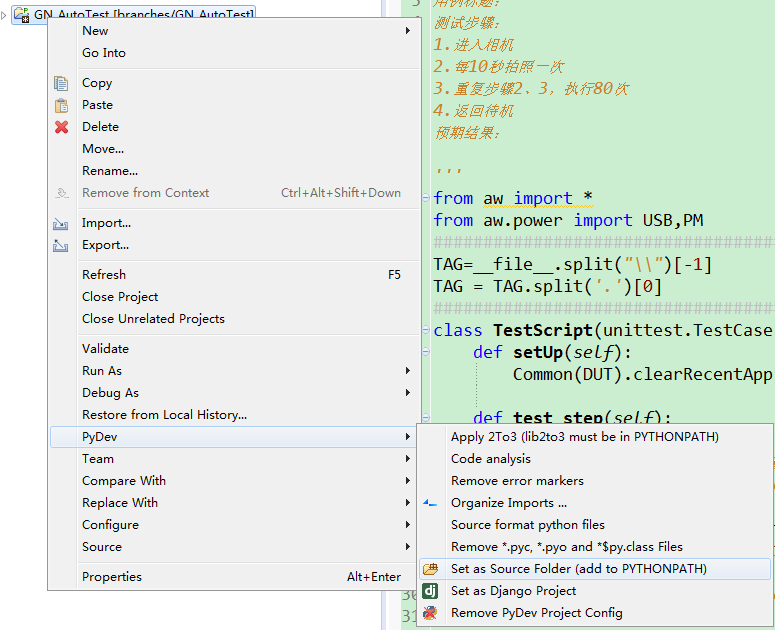 GN_AutoTest [branches/GN_AutoTest]
New
Go Into
Copy
Paste
Delete
Move...
Rename...
Remove from Context Ctrl+Alt+Shift+Down
Import...
Export...
Refresh F5
Close Project
Close Unrelated Projects
Validate
Run As
Debug As
Restore from Local History...
PyDev
Team
Compare With
Replace With
Configure
Source
Properties Alt+Enter
3 用例标题:
测试步骤:
1.进入相机
2.每10秒拍照一次
3.重复步骤2、3，执行80次
4.返回待机
预期结果:
'''
from aw import *
from aw.power import USB,PM
##################################
TAG=__file__.split("\\")[-1]
TAG = TAG.split('.')[0]
##################################
class TestScript(unittest.TestCase
def setUp(self):
Common(DUT).clearRecentApp
def test_step(self):
Apply 2To3 (lib2to3 must be in PYTHONPATH)
Code analysis
Remove error markers
Organize Imports ...
Source format python files
Remove *.pyc, *.pyo and *$py.class Files
Set as Source Folder (add to PYTHONPATH)
dj Set as Django Project
Remove PyDev Project Config
30
31